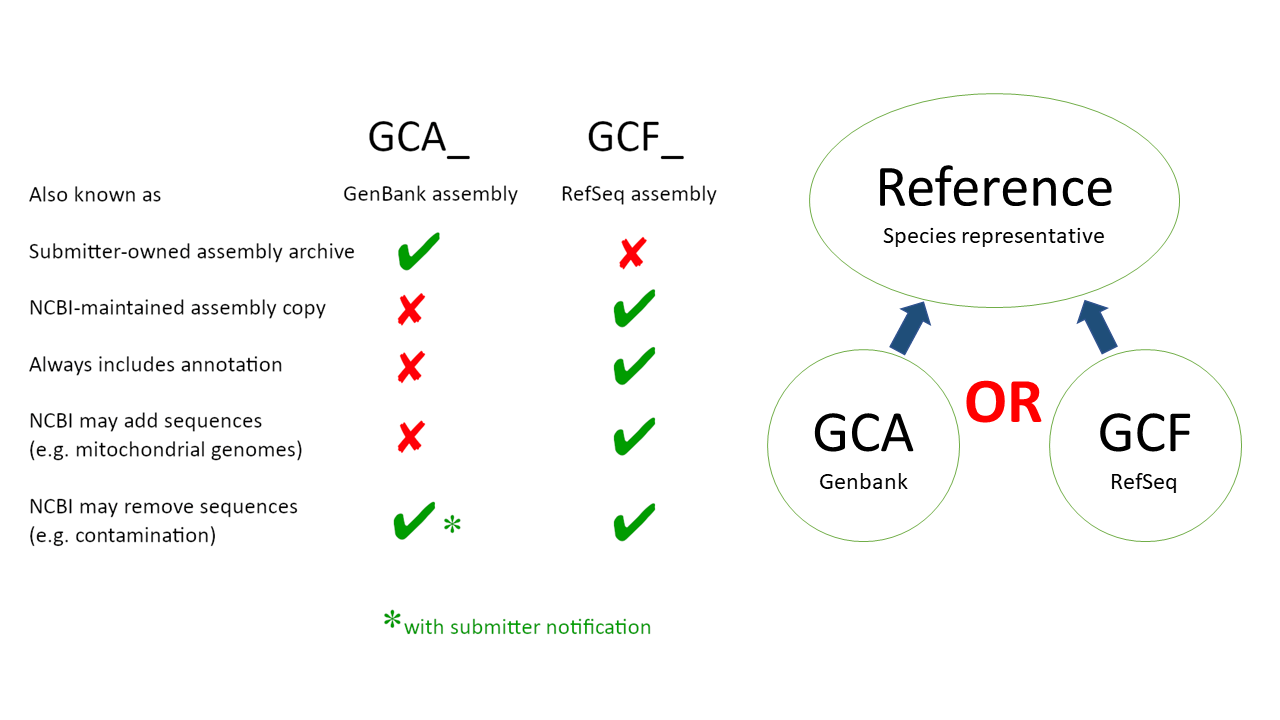 GCA_ GCF_
Also known as GenBank assembly RefSeq assembly
Submitter-owned assembly archive ✔ ✘
NCBI-maintained assembly copy ✘ ✔
Always includes annotation ✘ ✔
NCBI may add sequences
(e.g. mitochondrial genomes) ✘ ✔
NCBI may remove sequences
(e.g. contamination) ✔ * ✔
*with submitter notification
Reference
Species representative
OR
GCA
Genbank
GCF
RefSeq